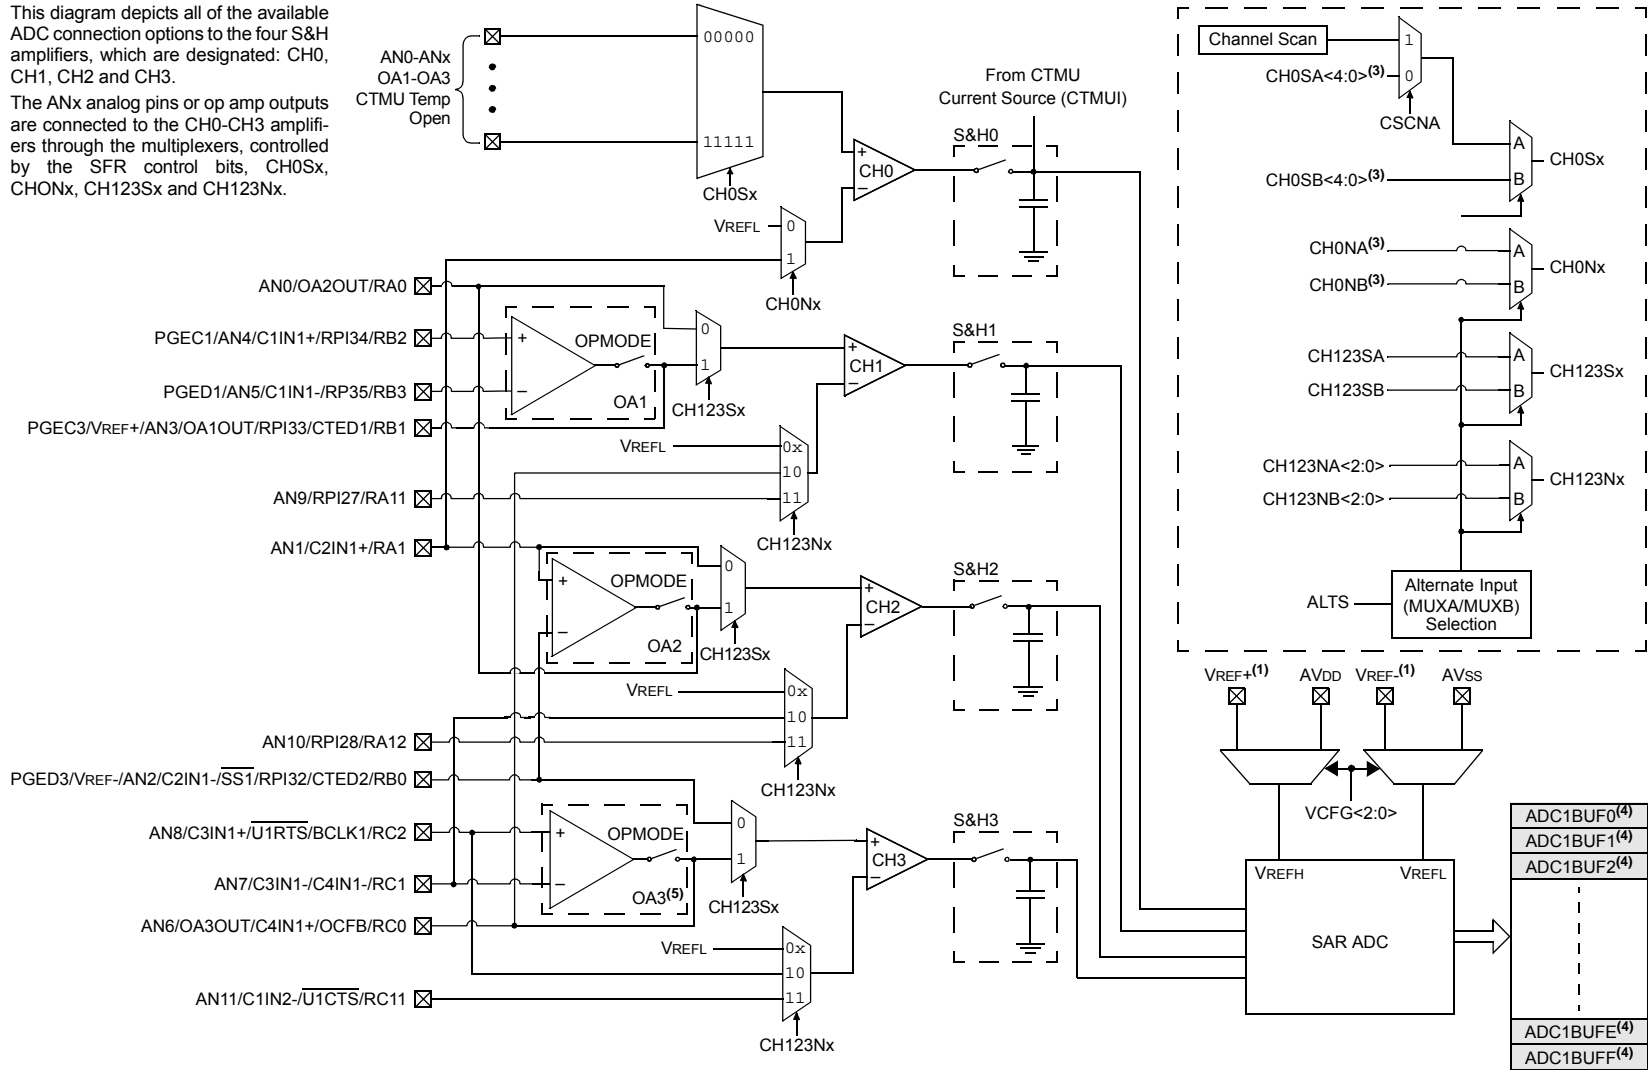 This diagram depicts all of the available
ADC connection options to the four S&H
amplifiers, which are designated: CH0,
CH1, CH2 and CH3.
The ANx analog pins or op amp outputs
are connected to the CH0-CH3 amplifi-
ers through the multiplexers, controlled
by the SFR control bits, CH0Sx,
CHONx, CH123Sx and CH123Nx.
AN0-ANx
OA1-OA3
CTMU Temp
Open
00000
11111
CH0Sx
From CTMU
Current Source (CTMUI)
S&H0
+
CH0
–
VREFL
0
1
CH0Nx
AN0/OA2OUT/RA0
PGEC1/AN4/C1IN1+/RPI34/RB2
PGED1/AN5/C1IN1-/RP35/RB3
PGEC3/VREF+/AN3/OA1OUT/RPI33/CTED1/RB1
+
–
OPMODE
OA1
0
1
CH123Sx
+
CH1
–
S&H1
VREFL
0x
10
11
CH123Nx
AN9/RPI27/RA11
AN1/C2IN1+/RA1
+
–
OPMODE
OA2
0
1
CH123Sx
+
CH2
–
S&H2
VREFL
0x
10
11
CH123Nx
AN10/RPI28/RA12
PGED3/VREF-/AN2/C2IN1-/SS1/RPI32/CTED2/RB0
AN8/C3IN1+/U1RTS/BCLK1/RC2
AN7/C3IN1-/C4IN1-/RC1
AN6/OA3OUT/C4IN1+/OCFB/RC0
+
–
OPMODE
OA3(5)
0
1
CH123Sx
+
CH3
–
S&H3
VREFL
0x
10
11
CH123Nx
AN11/C1IN2-/U1CTS/RC11
Channel Scan
1
CH0SA<4:0>(3)
0
CSCNA
CH0SB<4:0>(3)
A
B
CH0Sx
CH0NA(3)
CH0NB(3)
A
B
CH0Nx
CH123SA
CH123SB
A
B
CH123Sx
CH123NA<2:0>
CH123NB<2:0>
A
B
CH123Nx
ALTS
Alternate Input
(MUXA/MUXB)
Selection
VREF+(1)
AVDD
VREF-(1)
AVSS
VCFG<2:0>
VREFH
VREFL
SAR ADC
ADC1BUF0(4)
ADC1BUF1(4)
ADC1BUF2(4)
ADC1BUFE(4)
ADC1BUFF(4)